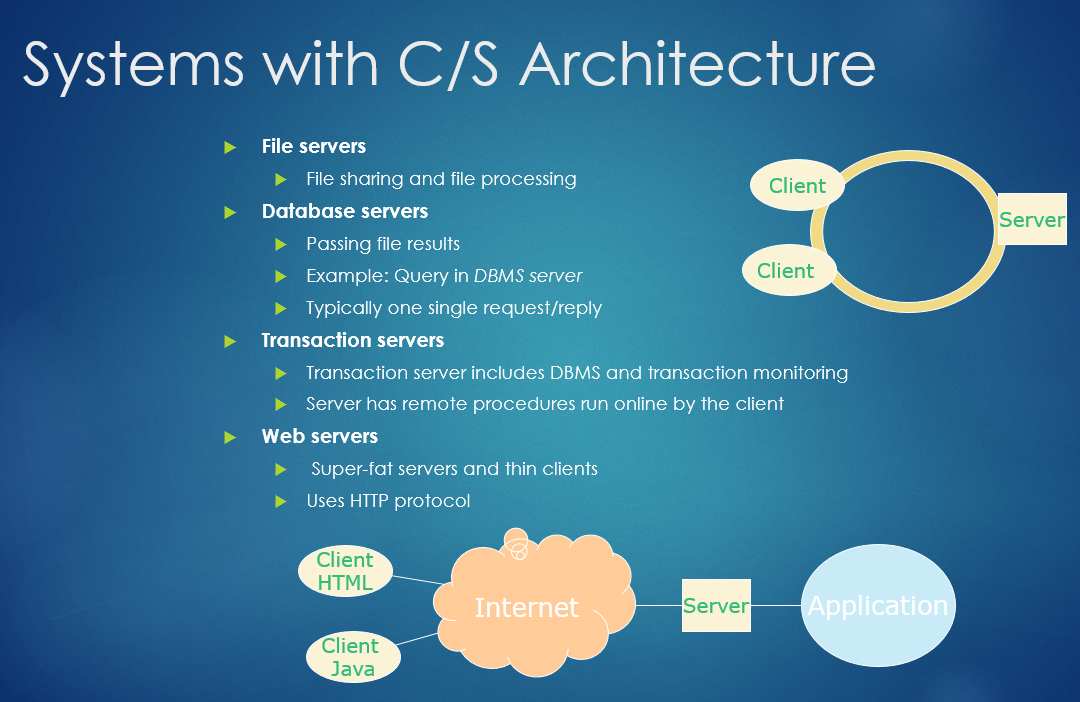 Systems with C/S Architecture
File servers
File sharing and file processing
Database servers
Passing file results
Example: Query in DBMS server
Typically one single request/reply
Transaction servers
Transaction server includes DBMS and transaction monitoring
Server has remote procedures run online by the client
Web servers
Super-fat servers and thin clients
Uses HTTP protocol
Client
Client
Server
Client
HTML
Client
Java
Internet
Server
Application